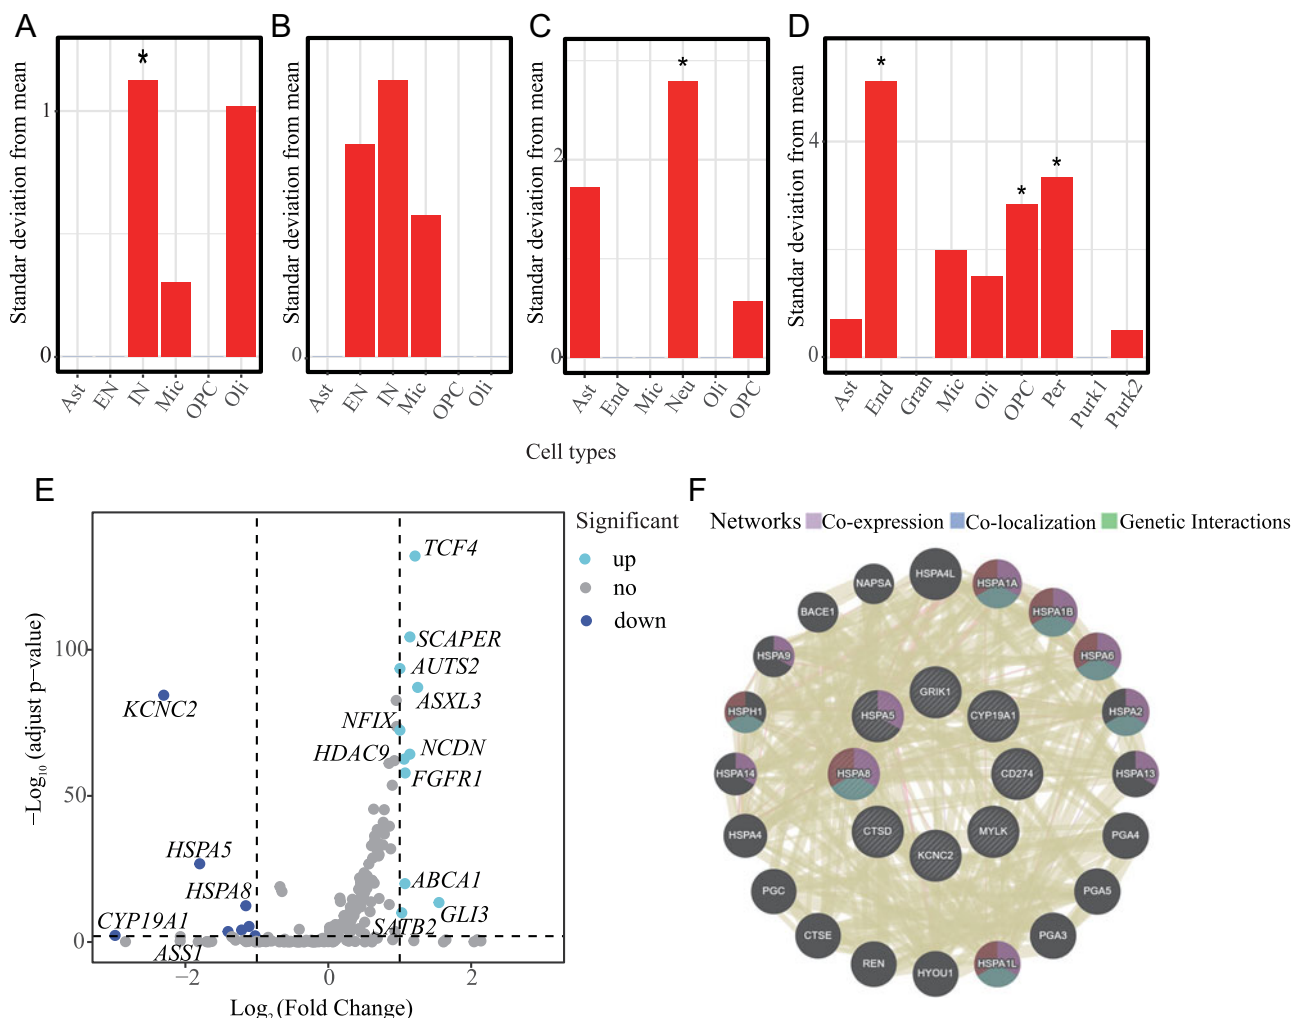 A
B
C
D
Standar deviation from mean
1
0
*
Ast
EN
IN
Mic
OPC
Oli
Standar deviation from mean
0
Ast
EN
IN
Mic
OPC
Oli
Standar deviation from mean
2
0
*
Ast
End
Mic
Neu
Oli
OPC
Standar deviation from mean
4
0
*
*
*
Ast
End
Gran
Mic
Oli
OPC
Per
Purk1
Purk2
Cell types
E
−Log₁₀ (adjust p−value)
100
50
0
TCF4
SCAPER
AUTS2
KCNC2
ASXL3
NFIX
HDAC9
NCDN
FGFR1
HSPA5
HSPA8
ABCA1
CYP19A1
SATB2
GLI3
ASS1
−2
0
2
Log₂ (Fold Change)
Significant
up
no
down
F
Networks Co-expression Co-localization Genetic Interactions
HSPA4L
NAPSA
HSPA1A
BACE1
HSPA1B
HSPA9
HSPA6
GRIK1
HSPH1
HSPA5
CYP19A1
HSPA2
HSPA14
HSPA8
CD274
HSPA13
HSPA4
CTSD
MYLK
PGA4
KCNC2
PGC
PGA5
CTSE
PGA3
REN
HYOU1
HSPA1L